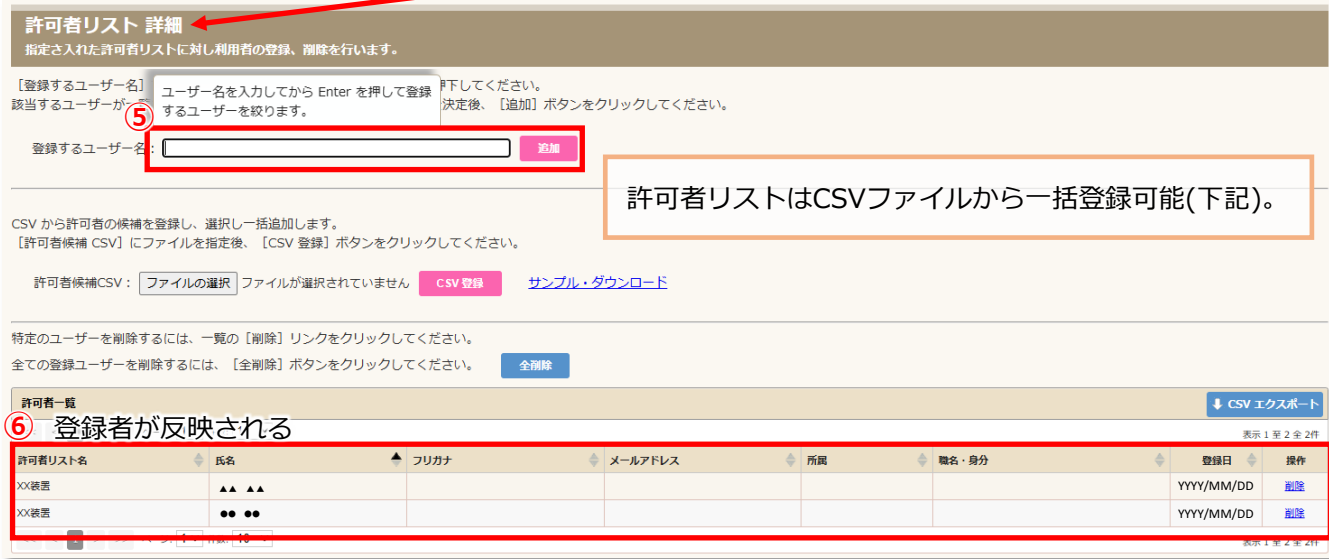 許可者リスト 詳細
指定さ入れた許可者リストに対し利用者の登録、削除を行います。
[登録するユーザー名] 押下してください。
該当するユーザーが一覧 決定後、[追加] ボタンをクリックしてください。
ユーザー名を入力してから Enter を押して登録
するユーザーを絞ります。
⑤
登録するユーザー名: 追加
許可者リストはCSVファイルから一括登録可能(下記)。
CSV から許可者の候補を登録し、選択し一括追加します。
[許可者候補 CSV] にファイルを指定後、[CSV 登録] ボタンをクリックしてください。
許可者候補CSV: ファイルの選択 ファイルが選択されていません CSV 登録 サンプル・ダウンロード
特定のユーザーを削除するには、一覧の [削除] リンクをクリックしてください。
全ての登録ユーザーを削除するには、[全削除] ボタンをクリックしてください。 全削除
許可者一覧 CSV エクスポート
⑥ 登録者が反映される
表示 1 至 2 全 2件
許可者リスト名 氏名 フリガナ メールアドレス 所属 職名・身分 登録日 操作
XX装置 ▲▲ ▲▲ YYYY/MM/DD 削除
XX装置 ●● ●● YYYY/MM/DD 削除
1 ページ: 1 件数: 10
表示 1 至 2 全 2件